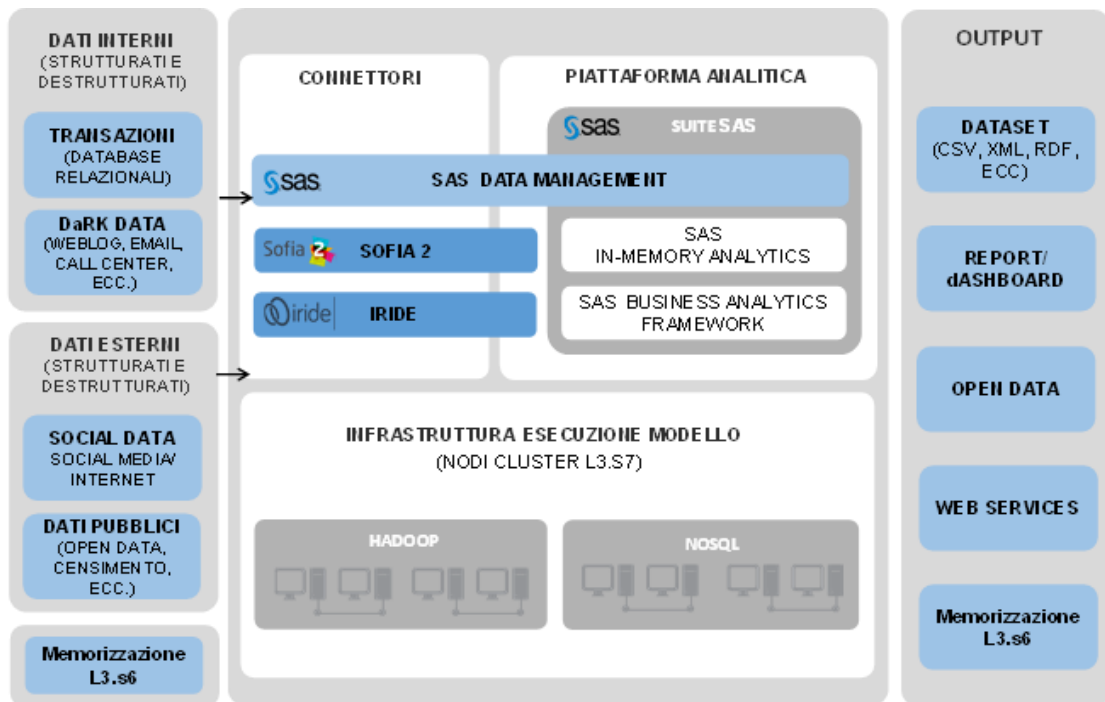 DATI INTERNI
(STRUTTURATI E
DESTRUTTURATI)
TRANSAZIONI
(DATABASE
RELAZIONALI)
DaRK DATA
(WEBLOG, EMAIL,
CALL CENTER,
ECC.)
DATI ESTERNI
(STRUTTURATI E
DESTRUTTURATI)
SOCIAL DATA
SOCIAL MEDIA/
INTERNET
DATI PUBBLICI
(OPEN DATA,
CENSIMENTO,
ECC.)
Memorizzazione
L3.s6
CONNETTORI
PIATTAFORMA ANALITICA
sas
SUITE SAS
sas
SAS DATA MANAGEMENT
Sofia 2
SOFIA 2
iride
IRIDE
SAS
IN-MEMORY ANALYTICS
SAS BUSINESS ANALYTICS
FRAMEWORK
INFRASTRUTTURA ESECUZIONE MODELLO
(NODI CLUSTER L3.S7)
HADOOP
NOSQL
OUTPUT
DATASET
(CSV, XML, RDF,
ECC)
REPORT/
dASHBOARD
OPEN DATA
WEB SERVICES
Memorizzazione
L3.s6